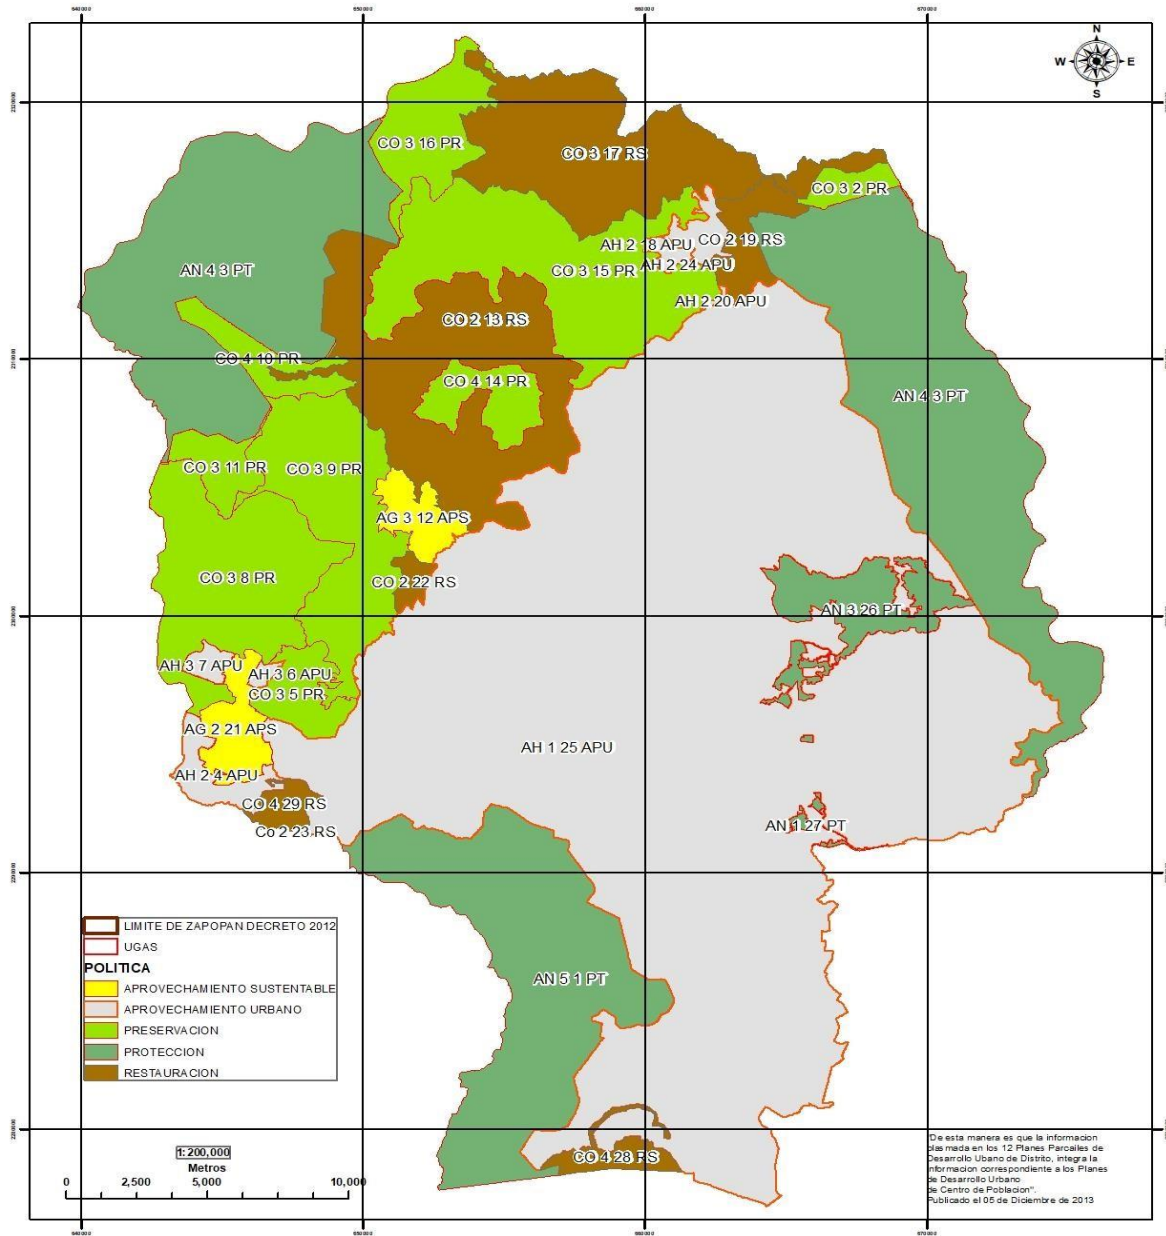 640000
650000
660000
670000
N
W E
S
CO 3 16 PR
CO 3 17 RS
CO 3 2 PR
AH 2 18 APU
CO 2 19 RS
AN 4 3 PT
CO 3 15 PR
AH 2 24 APU
AH 2 20 APU
CO 2 13 RS
CO 4 10 PR
CO 4 14 PR
AN 4 3 PT
CO 3 11 PR
CO 3 9 PR
AG 3 12 APS
CO 3 8 PR
CO 2 22 RS
AN 3 26 PT
AH 3 7 APU
AH 3 6 APU
CO 3 5 PR
AG 2 21 APS
AH 1 25 APU
AH 2 4 APU
CO 4 29 RS
Co 2 23 RS
AN 1 27 PT
LIMITE DE ZAPOPAN DECRETO 2012
UGAS
POLITICA
APROVECHAMIENTO SUSTENTABLE
APROVECHAMIENTO URBANO
PRESERVACION
PROTECCION
RESTAURACION
AN 5 1 PT
CO 4 28 RS
1: 200,000
Metros
0 2,500 5,000 10,000
"De esta manera es que la informacion
plasmada en los 12 Planes Parcailes de
Desarrollo Ubano de Distrito, integra la
informacion correspondiente a los Planes
de Desarrollo Urbano
de Centro de Poblacion".
Publicado el 05 de Diciembre de 2013
640000
650000
660000
670000